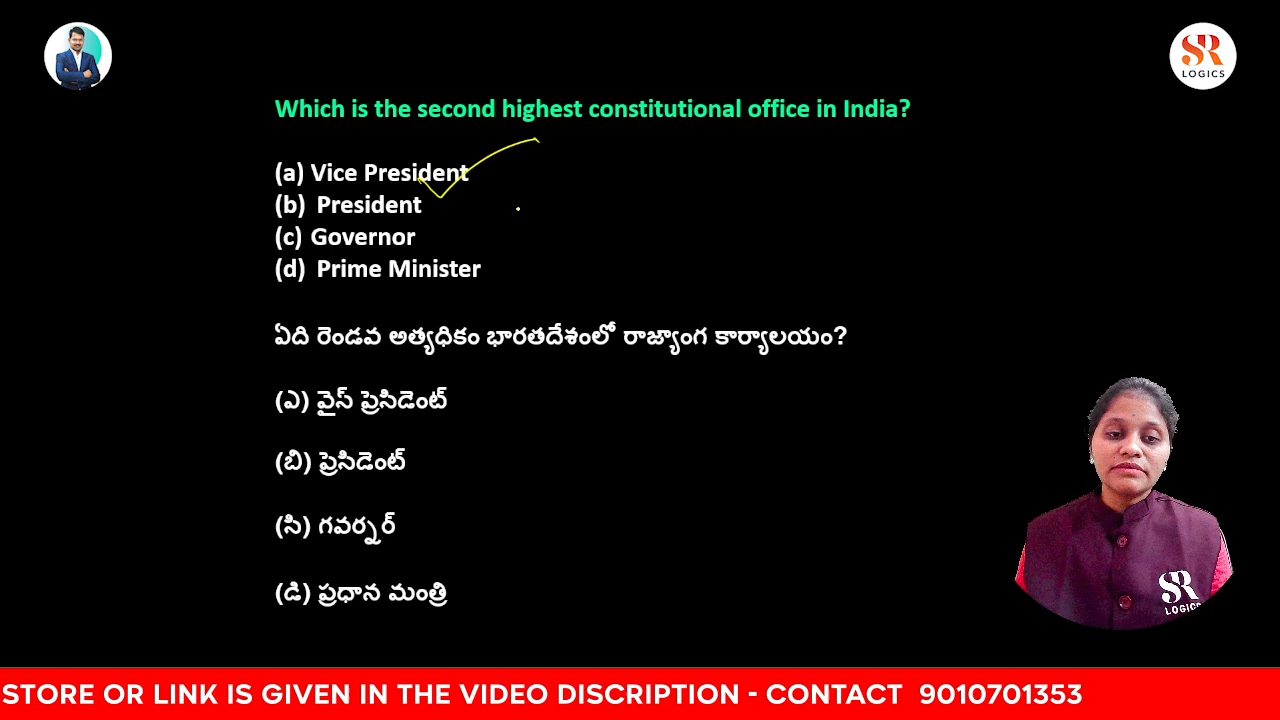 SR
LOGICS
Which is the second highest constitutional office in India?
(a) Vice President
(b) President
(c) Governor
(d) Prime Minister
ఏది రెండవ అత్యధికం భారతదేశంలో రాజ్యాంగ కార్యాలయం?
(ఎ) వైస్ ప్రెసిడెంట్
(బి) ప్రెసిడెంట్
(సి) గవర్నర్
(డి) ప్రధాన మంత్రి
SR
LOGICS
STORE OR LINK IS GIVEN IN THE VIDEO DISCRIPTION - CONTACT 9010701353